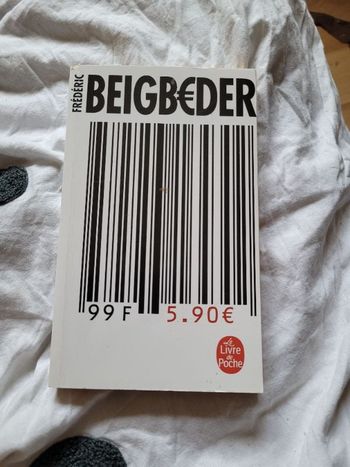 FRÉDÉRIC
BEIGB€DER
99 F 5.90€
Le
Livre
de
Poche